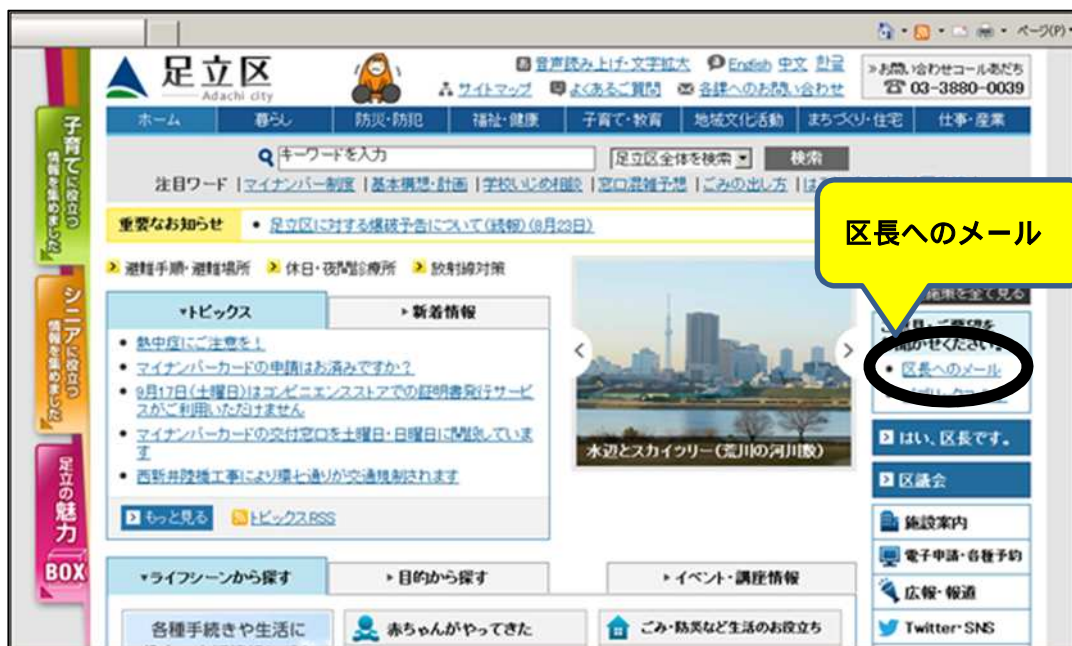 ページ(P)
足立区
Adachi city
音声読み上げ・文字拡大 English 中文 한글
サイトマップ よくあるご質問 各課へのお問い合わせ
お問い合わせコールあだち
03-3880-0039
ホーム 暮らし 防災・防犯 福祉・健康 子育て・教育 地域文化活動 まちづくり・住宅 仕事・産業
キーワードを入力 足立区全体を検索 検索
注目ワード | マイナンバー制度 | 基本構想・計画 | 学校いじめ相談 | 窓口混雑予想 | ごみの出し方 |
重要なお知らせ • 足立区に対する爆破予告について(続報)(8月23日)
区長へのメール
避難手順・避難場所 休日・夜間診療所 放射線対策
施策を全て見る
トピックス 新着情報
• 熱中症にご注意を!
• マイナンバーカードの申請はお済みですか?
• 9月17日(土曜日)はコンビニエンスストアでの証明書発行サービ
スがご利用いただけません
• マイナンバーカードの交付窓口を土曜日・日曜日に開設していま
す
• 西新井陸橋工事により環七通りが交通規制されます
もっと見る トピックスRSS
水辺とスカイツリー(荒川の河川敷)
聞かせください。
• 区長へのメール
はい、区長です。
区議会
施設案内
電子申請・各種予約
広報・報道
Twitter・SNS
ライフシーンから探す 目的から探す イベント・講座情報
各種手続きや生活に 赤ちゃんがやってきた ごみ・防災など生活のお役立ち
子育てに役立つ
情報を集めました
シニアに役立つ
情報を集めました
足立の魅力
BOX